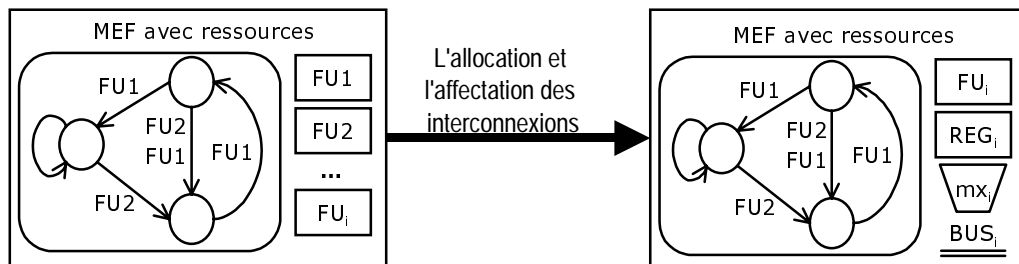 MEF avec ressources
FU1
FU2
FU1
FU1
FU2
FU1
FU2
...
FUi
L'allocation et
l'affectation des
interconnexions
MEF avec ressources
FU1
FU2
FU1
FU1
FU2
FUi
REGi
mxi
BUSi